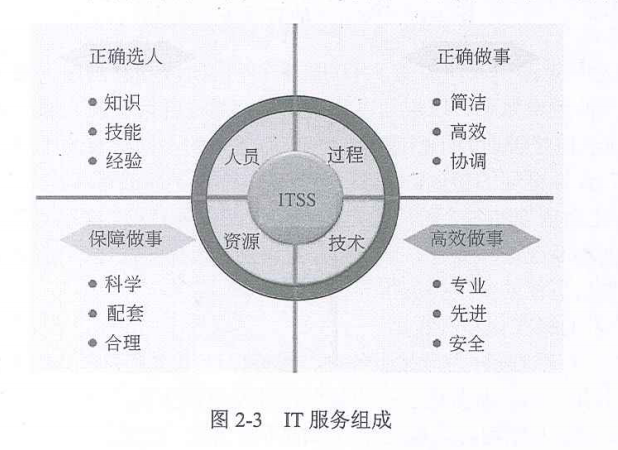 正确选人
知识
技能
经验
正确做事
简洁
高效
协调
人员
过程
ITSS
资源
技术
保障做事
科学
配套
合理
高效做事
专业
先进
安全
图 2-3 IT 服务组成